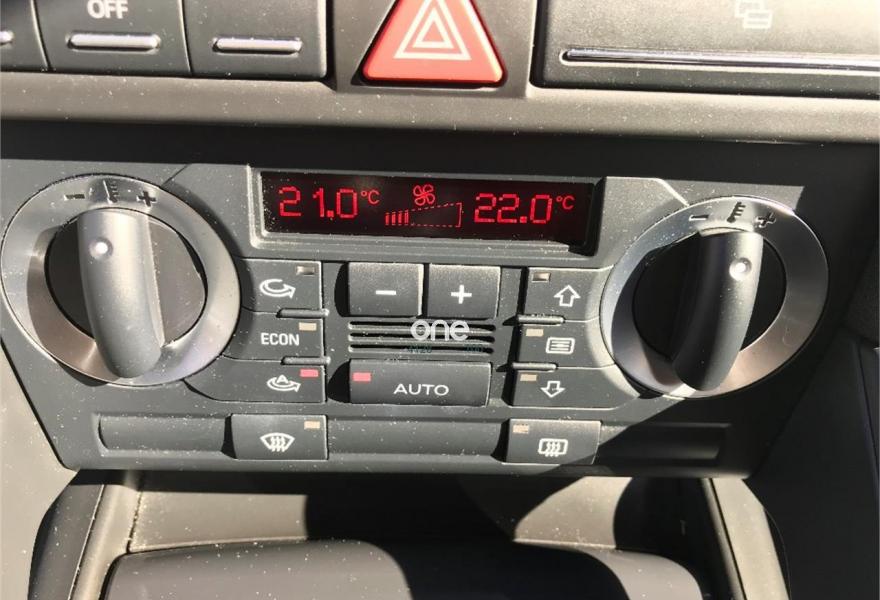 OFF
21.0°C
22.0°C
- +
- +
- +
ECON
one
AUTO